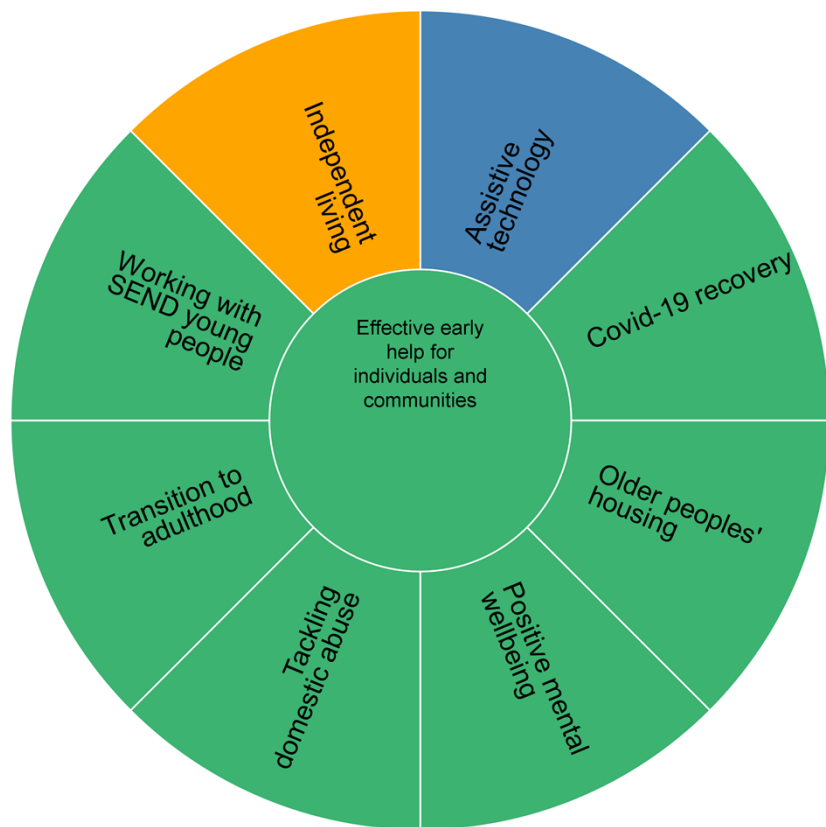 Effective early
help for
individuals and
communities
Assistive
technology
Covid-19 recovery
Older peoples'
housing
Positive mental
wellbeing
Tackling
domestic abuse
Transition to
adulthood
Working with
SEND young
people
Independent
living